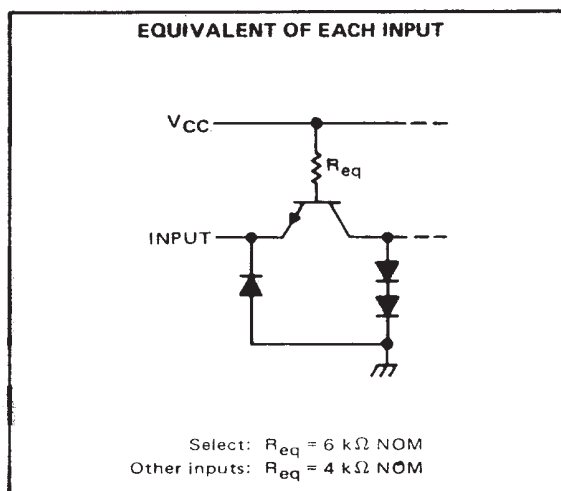 EQUIVALENT OF EACH INPUT
VCC
Req
INPUT
Select: Req = 6 kΩ NOM
Other inputs: Req = 4 kΩ NOM